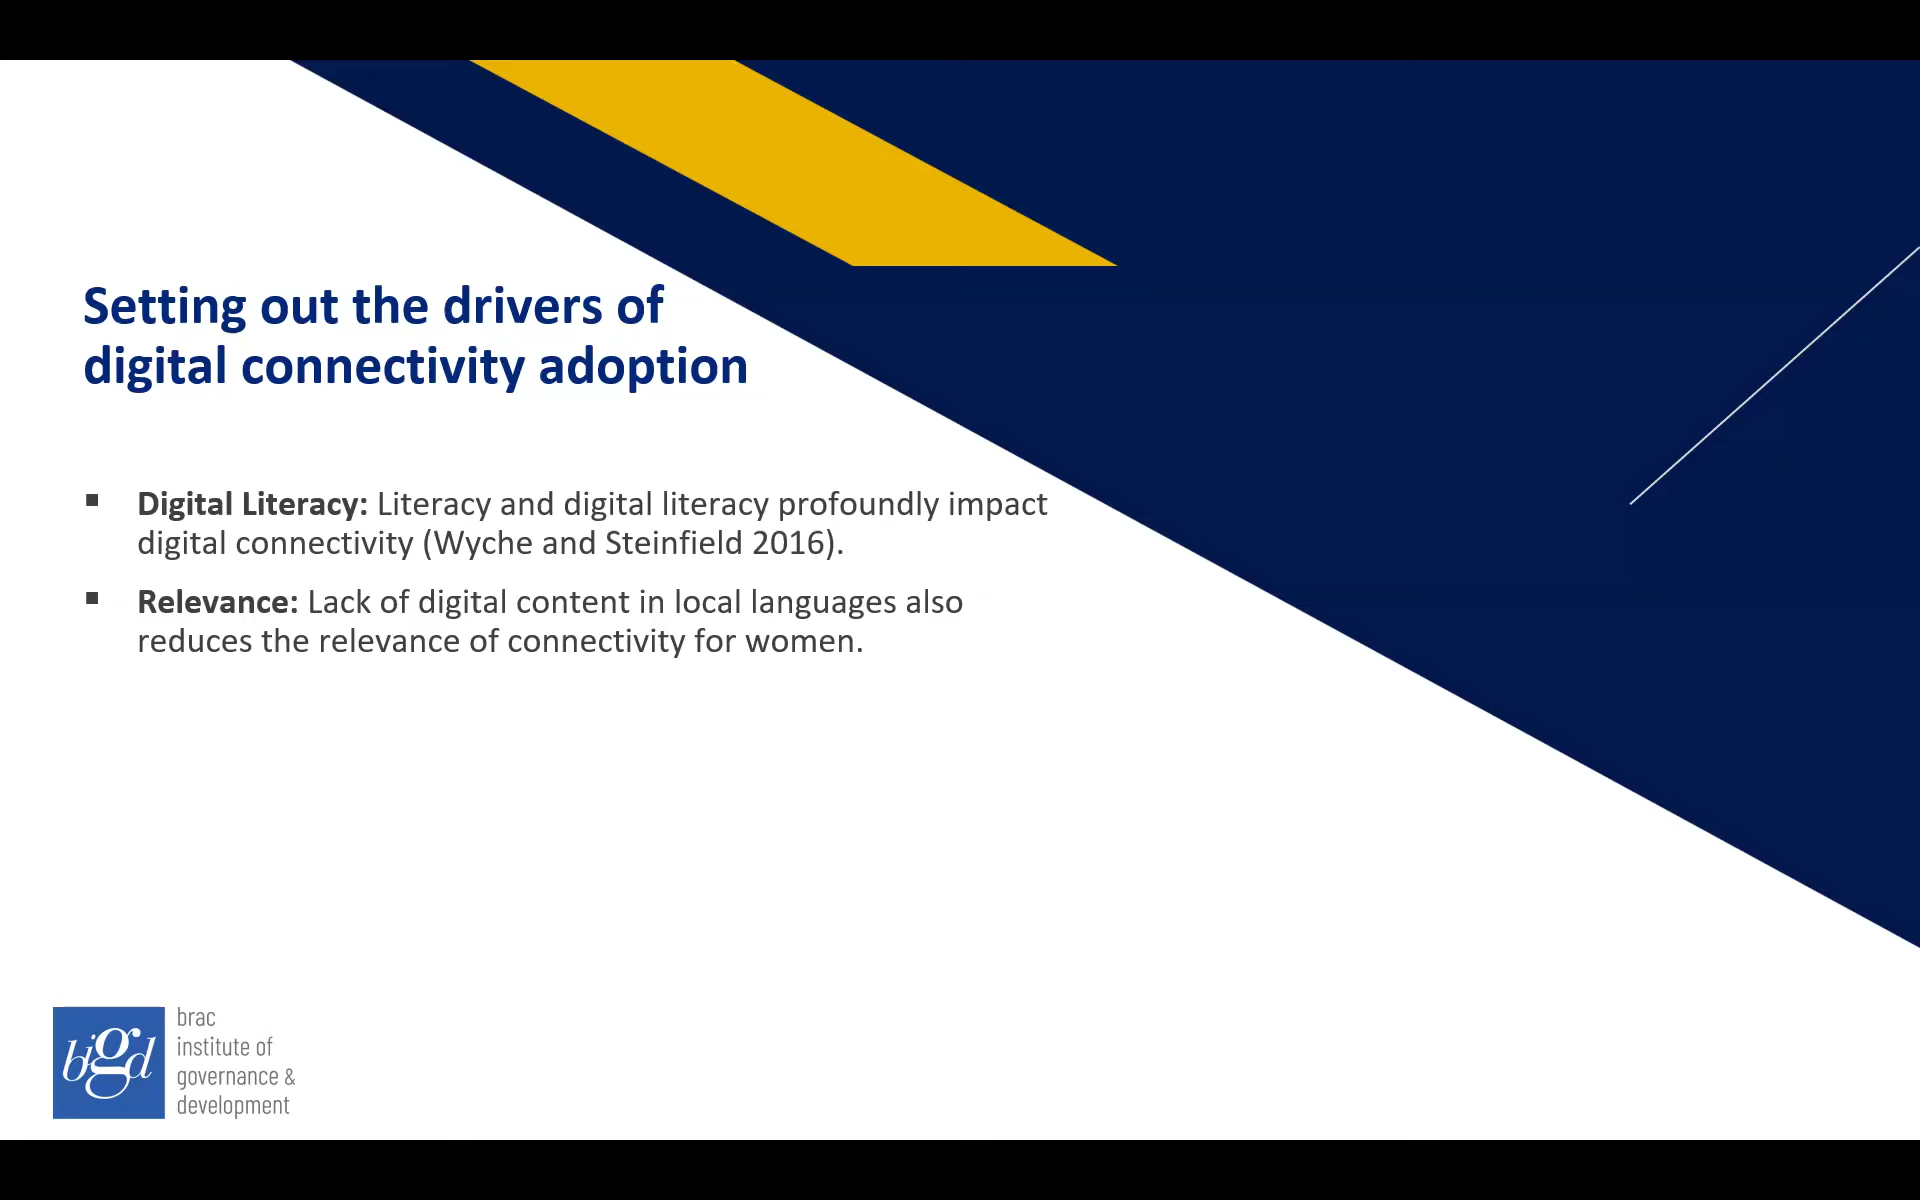 Setting out the drivers of
digital connectivity adoption
▪ Digital Literacy: Literacy and digital literacy profoundly impact
digital connectivity (Wyche and Steinfield 2016).
▪ Relevance: Lack of digital content in local languages also
reduces the relevance of connectivity for women.
bigd
brac
institute of
governance &
development